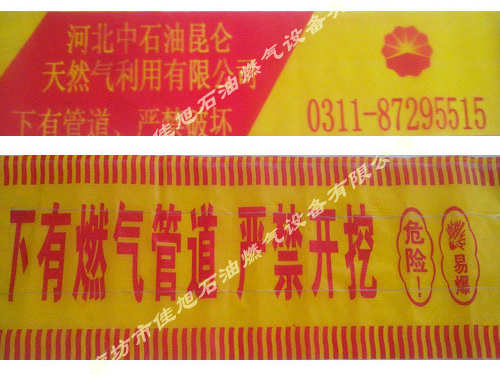 河北中石油昆仑
天然气利用有限公司
下有管道、严禁破坏
0311-87295515
下有燃气管道 严禁开挖
危险!
易爆
廊坊市佳旭石油燃气设备有限公司